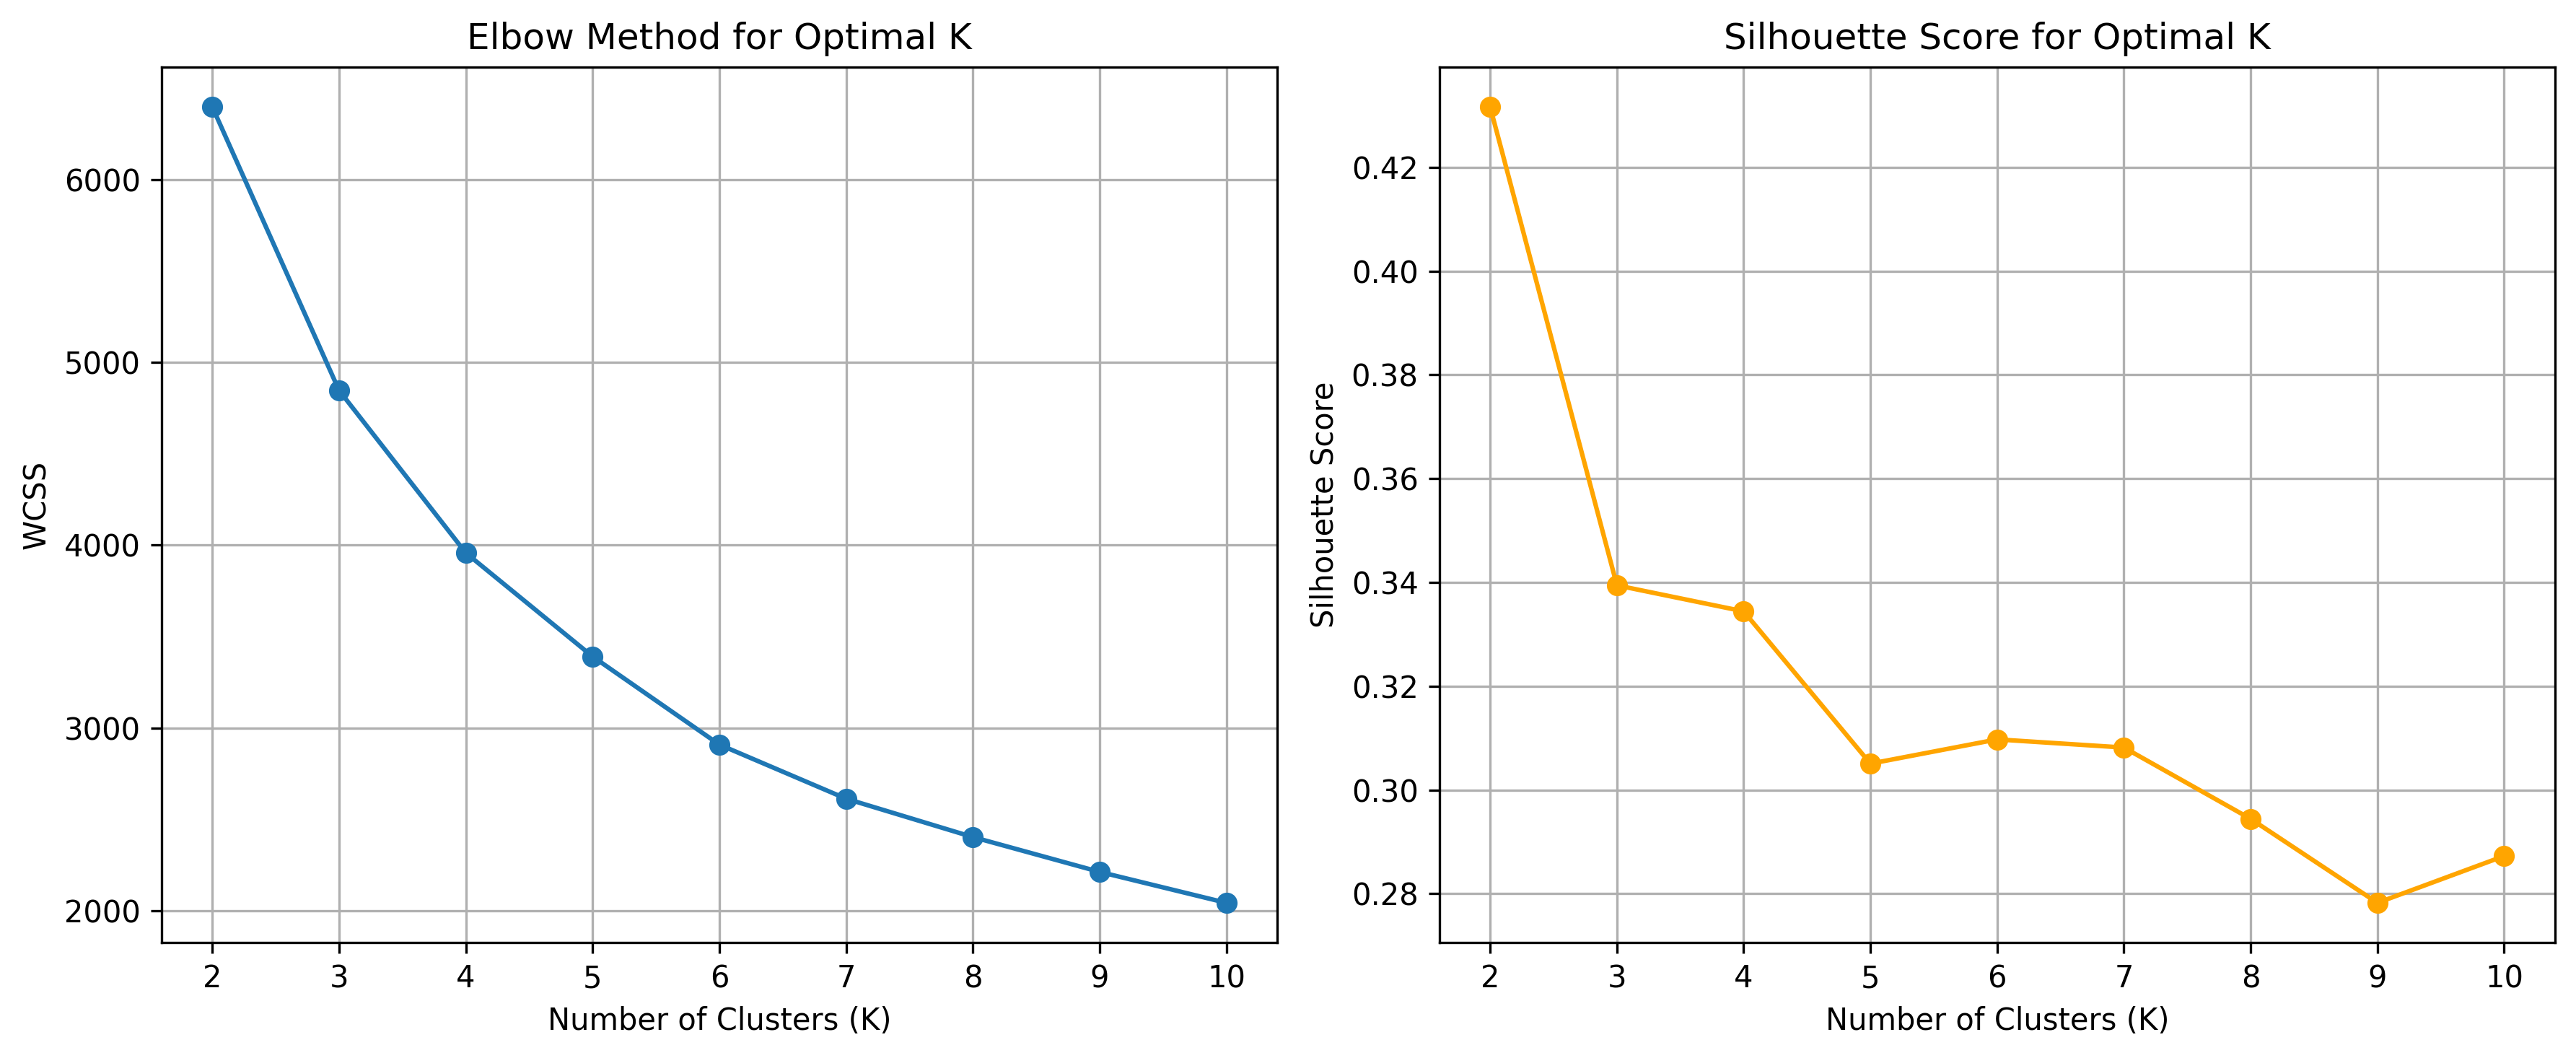 Elbow Method for Optimal K
WCSS
6000
5000
4000
3000
2000
2 3 4 5 6 7 8 9 10
Number of Clusters (K)
Silhouette Score for Optimal K
Silhouette Score
0.42
0.40
0.38
0.36
0.34
0.32
0.30
0.28
2 3 4 5 6 7 8 9 10
Number of Clusters (K)